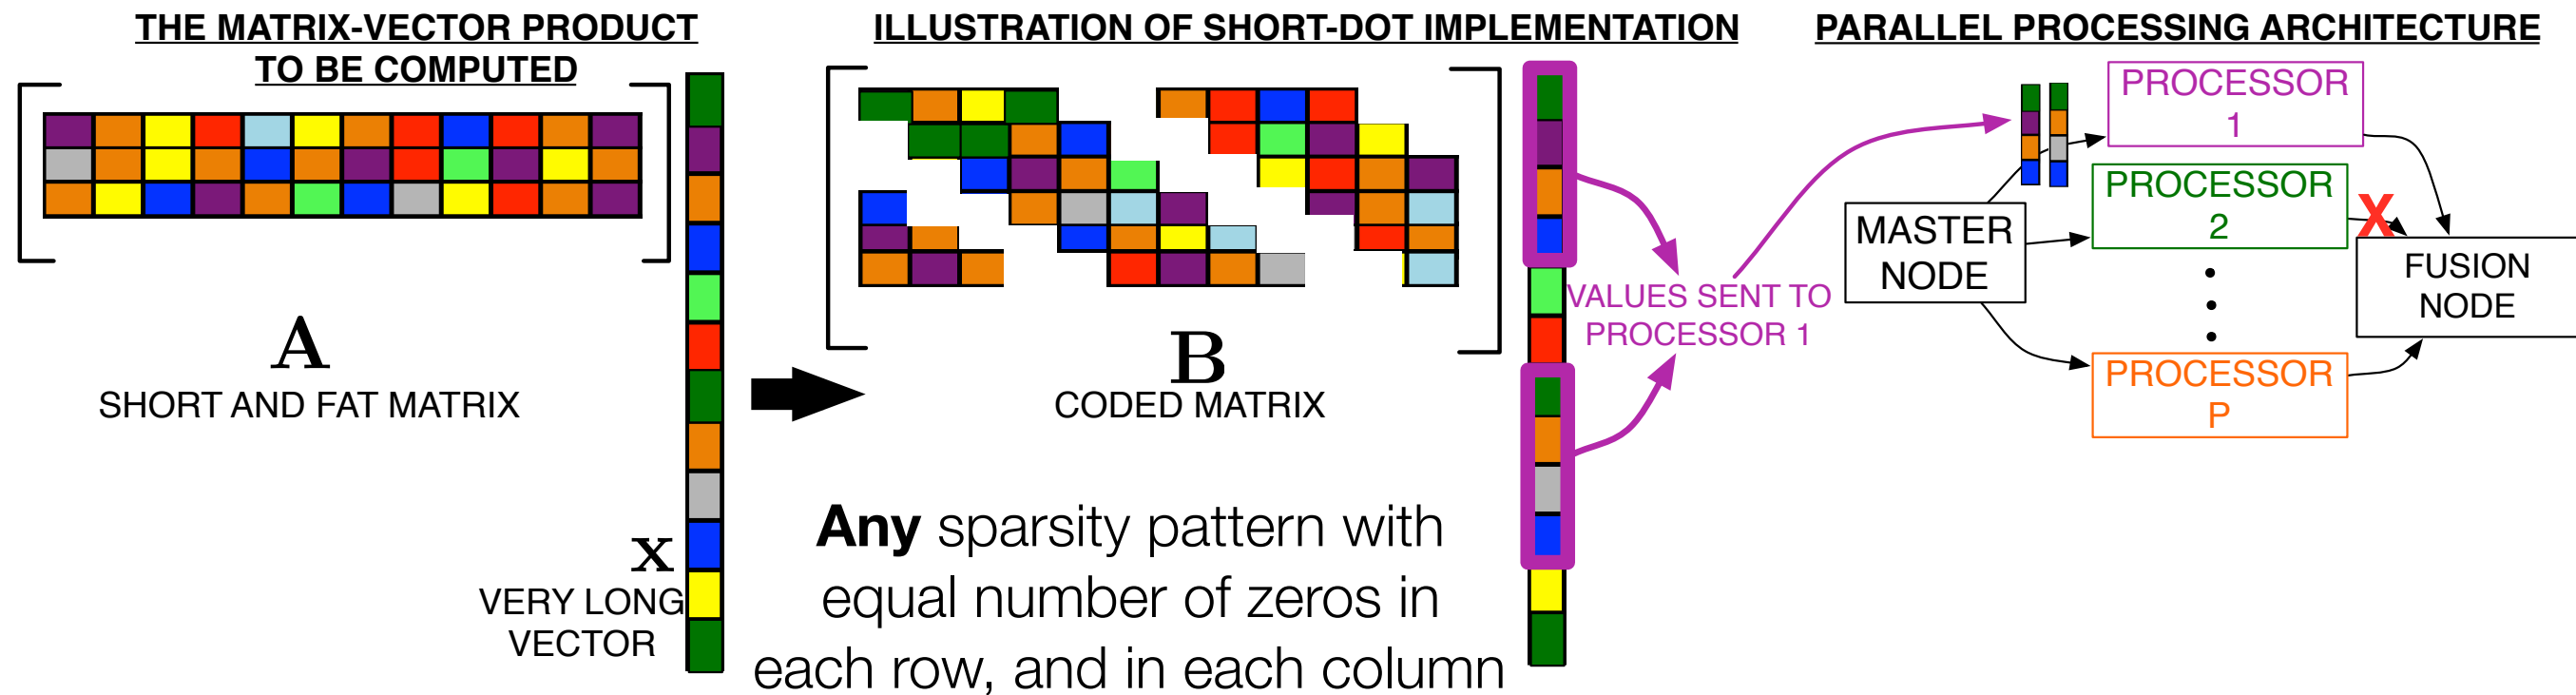 THE MATRIX-VECTOR PRODUCT
TO BE COMPUTED
A
SHORT AND FAT MATRIX
x
VERY LONG
VECTOR
ILLUSTRATION OF SHORT-DOT IMPLEMENTATION
B
CODED MATRIX
Any sparsity pattern with
equal number of zeros in
each row, and in each column
VALUES SENT TO
PROCESSOR 1
PARALLEL PROCESSING ARCHITECTURE
MASTER
NODE
PROCESSOR
1
PROCESSOR
2
X
PROCESSOR
P
FUSION
NODE